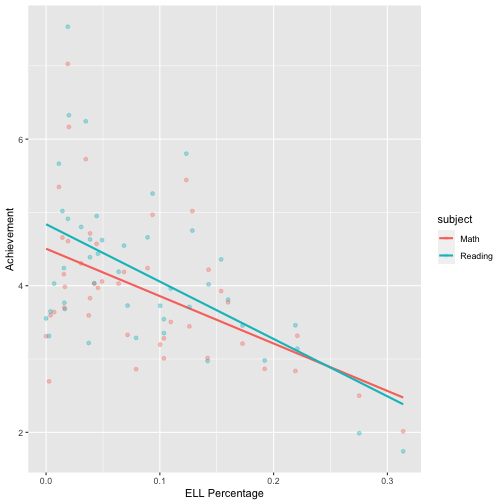 6
4
2
0.0 0.1 0.2 0.3
ELL Percentage
Achievement
subject
Math
Reading